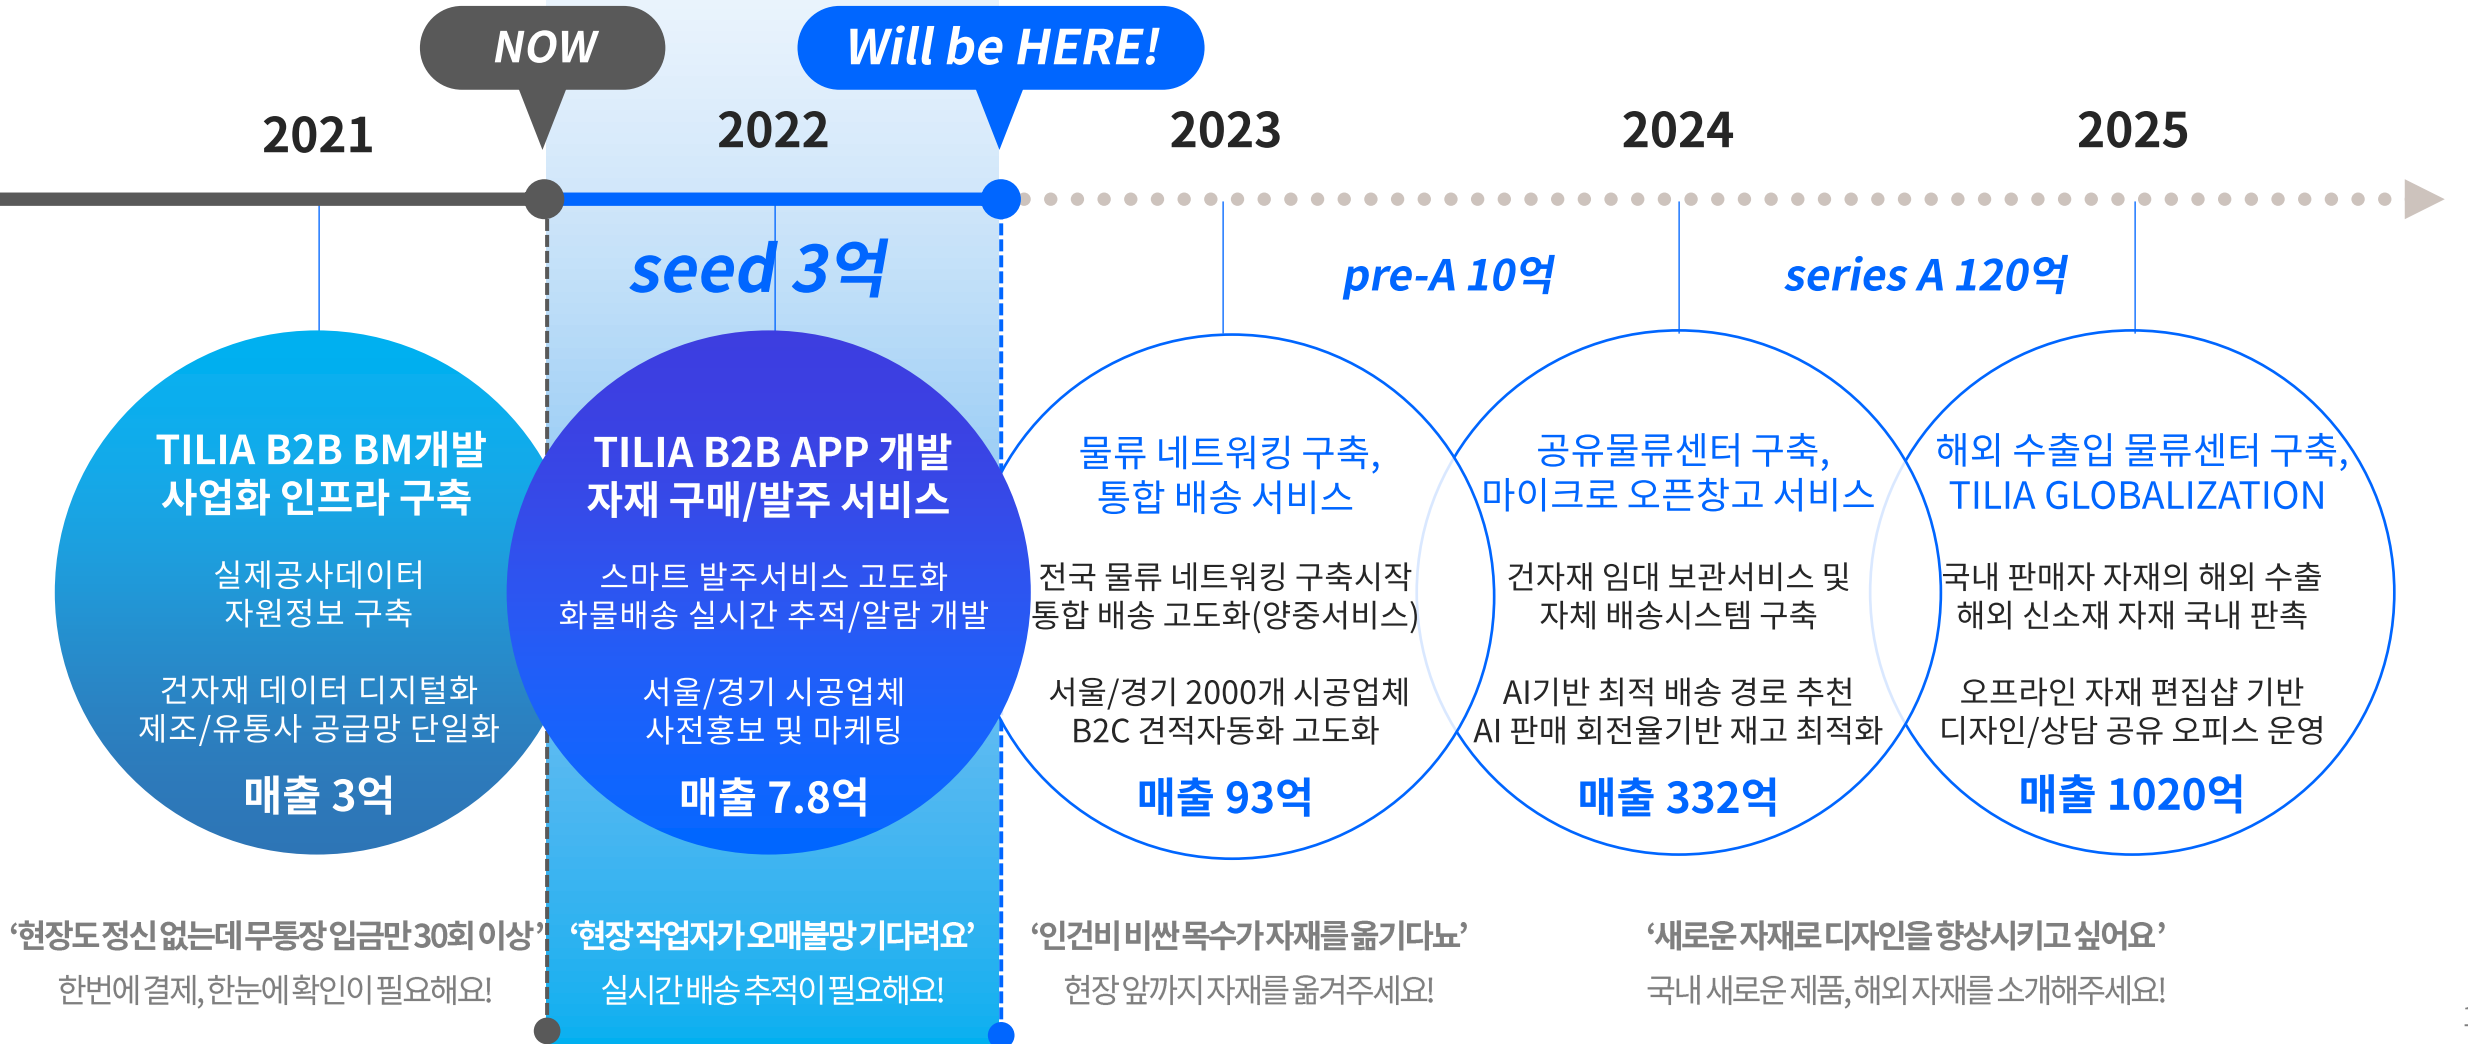 NOW
Will be HERE!
2021
2022
2023
2024
2025
seed 3억
pre-A 10억
series A 120억
TILIA B2B BM개발
사업화 인프라 구축
실제공사데이터
자원정보 구축
건자재 데이터 디지털화
제조/유통사 공급망 단일화
매출 3억
TILIA B2B APP 개발
자재 구매/발주 서비스
스마트 발주서비스 고도화
화물배송 실시간 추적/알람 개발
서울/경기 시공업체
사전홍보 및 마케팅
매출 7.8억
물류 네트워킹 구축,
통합 배송 서비스
전국 물류 네트워킹 구축시작
통합 배송 고도화(양중서비스)
서울/경기 2000개 시공업체
B2C 견적자동화 고도화
매출 93억
공유물류센터 구축,
마이크로 오픈창고 서비스
건자재 임대 보관서비스 및
자체 배송시스템 구축
AI기반 최적 배송 경로 추천
AI 판매 회전율기반 재고 최적화
매출 332억
해외 수출입 물류센터 구축,
TILIA GLOBALIZATION
국내 판매자 자재의 해외 수출
해외 신소재 자재 국내 판촉
오프라인 자재 편집샵 기반
디자인/상담 공유 오피스 운영
매출 1020억
‘현장도 정신 없는데 무통장 입금만 30회 이상’
한번에 결제, 한눈에 확인이 필요해요!
‘현장 작업자가 오매불망 기다려요’
실시간 배송 추적이 필요해요!
‘인건비 비싼 목수가 자재를 옮기다뇨’
현장 앞까지 자재를 옮겨주세요!
‘새로운 자재로 디자인을 향상시키고 싶어요’
국내 새로운 제품, 해외 자재를 소개해주세요!